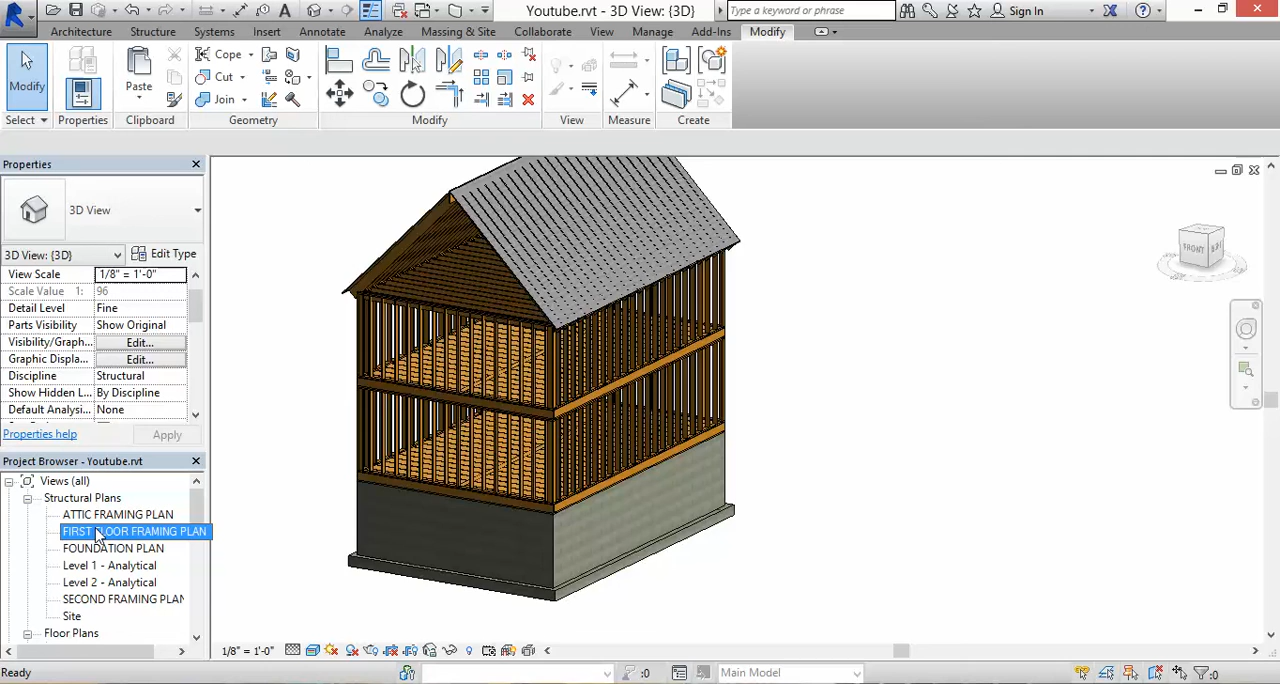 Youtube.rvt - 3D View: {3D}
Type a keyword or phrase
Sign In
Architecture Structure Systems Insert Annotate Analyze Massing & Site Collaborate View Manage Add-Ins Modify
Modify
Paste
Cope
Cut
Join
Select Properties Clipboard Geometry Modify View Measure Create
Properties
3D View
3D View: {3D} Edit Type
View Scale 1/8" = 1'-0"
Scale Value 1: 96
Detail Level Fine
Parts Visibility Show Original
Visibility/Graph... Edit...
Graphic Displa... Edit...
Discipline Structural
Show Hidden L... By Discipline
Default Analysi... None
Properties help Apply
Project Browser - Youtube.rvt
Views (all)
Structural Plans
ATTIC FRAMING PLAN
FIRST FLOOR FRAMING PLAN
FOUNDATION PLAN
Level 1 - Analytical
Level 2 - Analytical
SECOND FRAMING PLAN
Site
Floor Plans
FRONT
1/8" = 1'-0"
Ready
:0
Main Model
:0